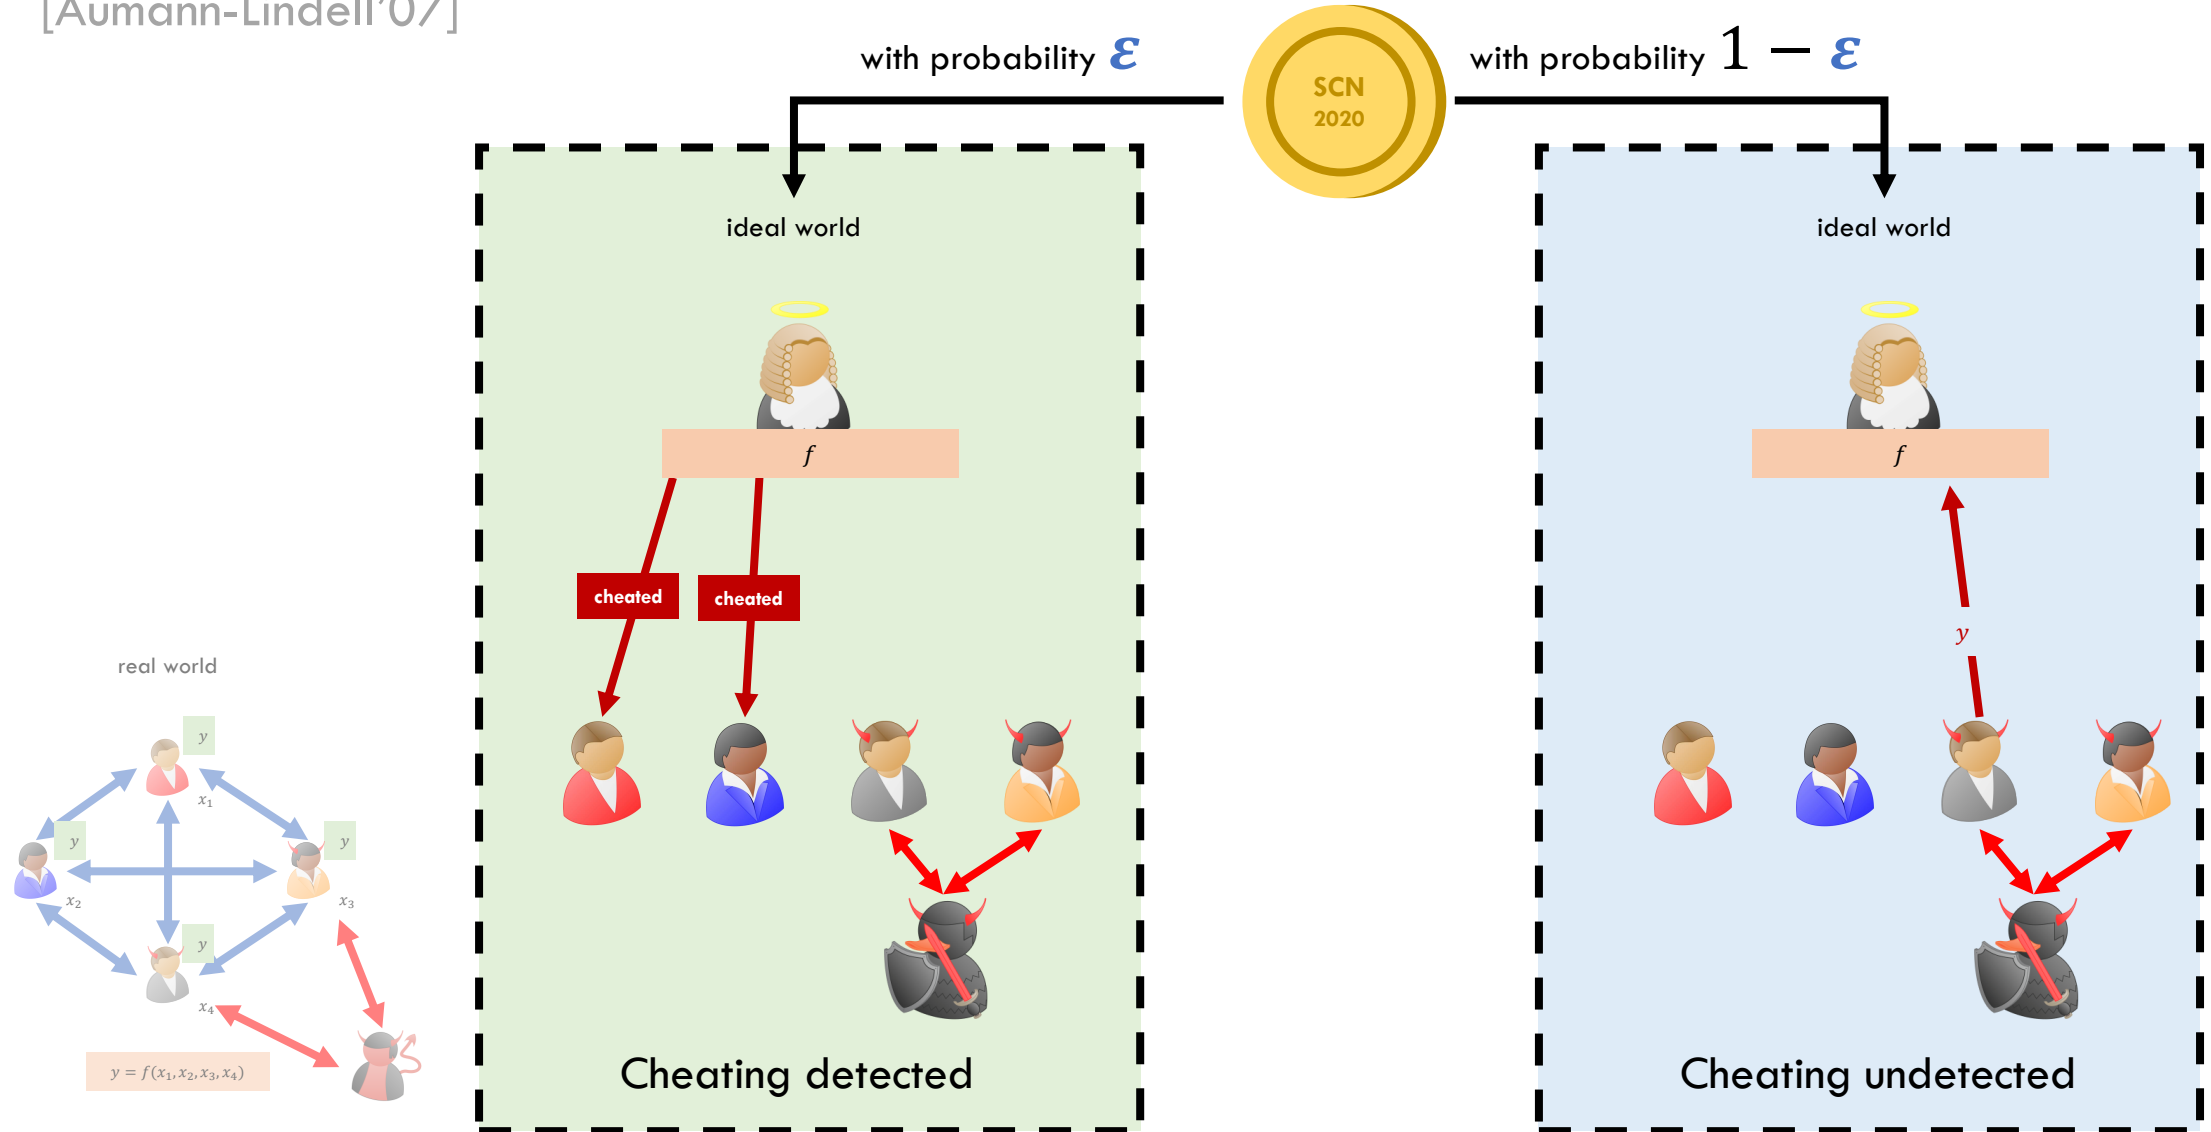 [Aumann-Lindell'07]
with probability ε
SCN
2020
with probability 1 − ε
ideal world
f
cheated
cheated
Cheating detected
ideal world
f
y
Cheating undetected
real world
y
x₁
y
x₂
y
x₃
y
x₄
y = f(x₁, x₂, x₃, x₄)